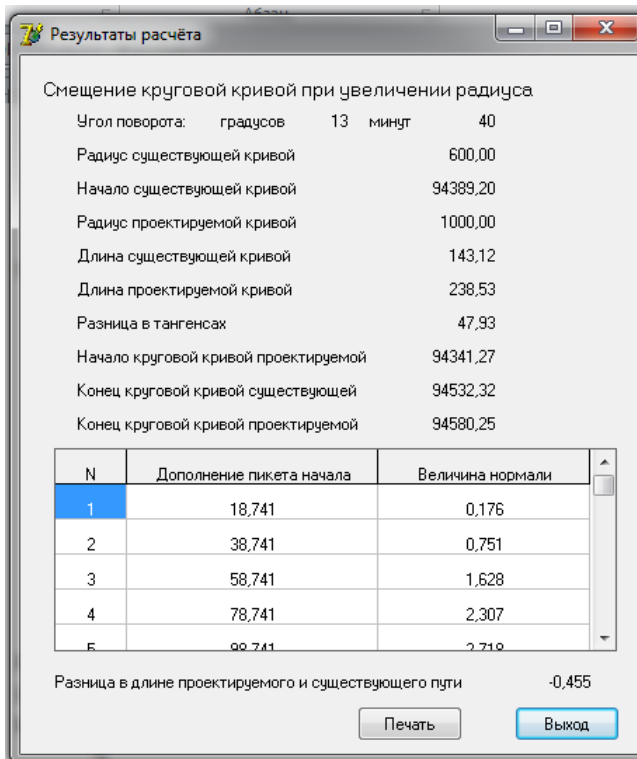 Результаты расчёта
Смещение круговой кривой при увеличении радиуса
Угол поворота: градусов 13 минут 40
Радиус существующей кривой 600,00
Начало существующей кривой 94389,20
Радиус проектируемой кривой 1000,00
Длина существующей кривой 143,12
Длина проектируемой кривой 238,53
Разница в тангенсах 47,93
Начало круговой кривой проектируемой 94341,27
Конец круговой кривой существующей 94532,32
Конец круговой кривой проектируемой 94580,25
N Дополнение пикета начала Величина нормали
1 18,741 0,176
2 38,741 0,751
3 58,741 1,628
4 78,741 2,307
5 98,741
Разница в длине проектируемого и существующего пути -0,455
Печать Выход